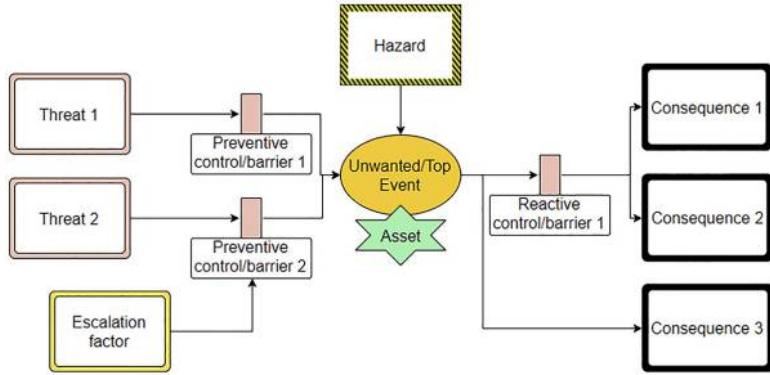 Hazard
Threat 1
Preventive
control/barrier 1
Unwanted/Top
Event
Consequence 1
Threat 2
Preventive
control/barrier 2
Asset
Reactive
control/barrier 1
Consequence 2
Escalation
factor
Consequence 3